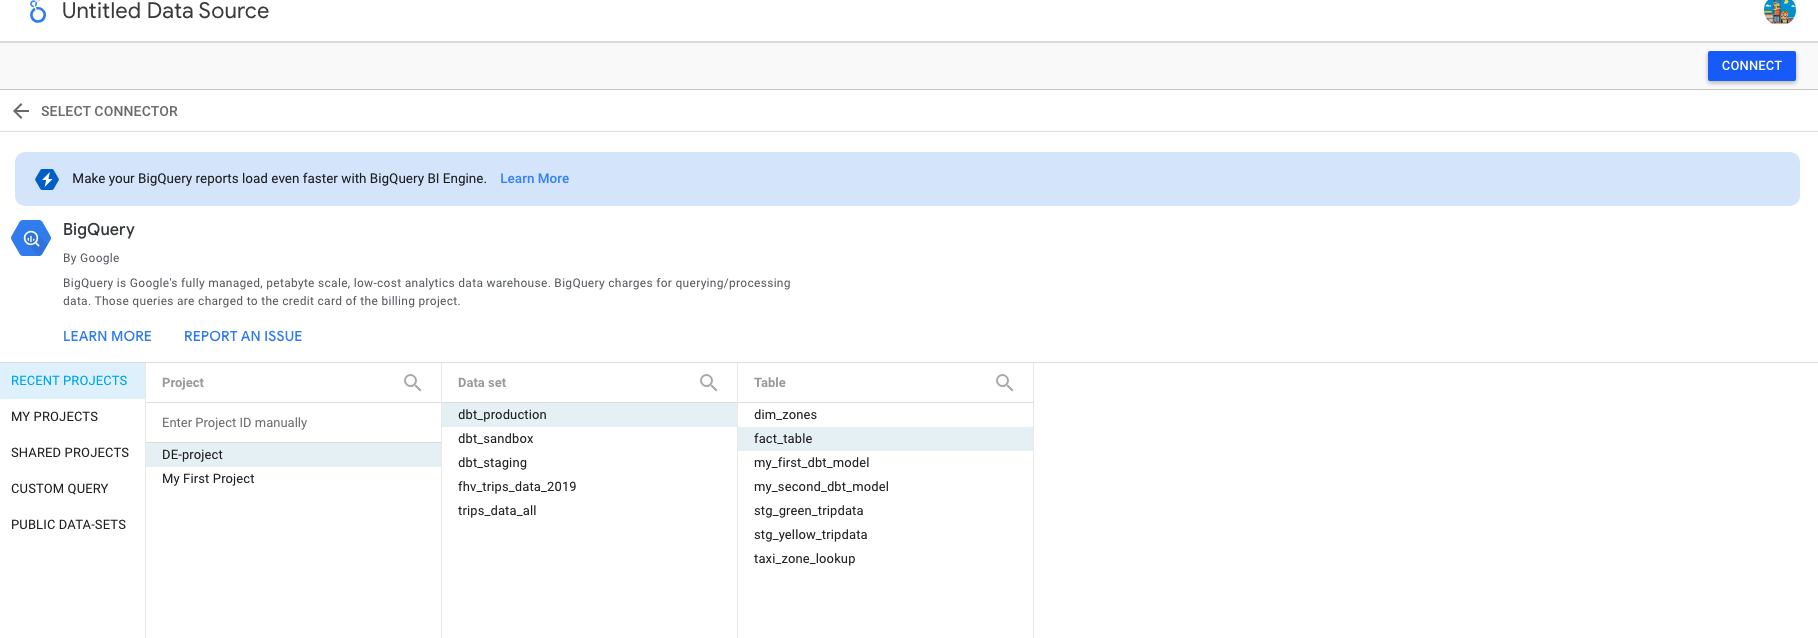 Untitled Data Source
CONNECT
SELECT CONNECTOR
Make your BigQuery reports load even faster with BigQuery BI Engine. Learn More
BigQuery
By Google
BigQuery is Google's fully managed, petabyte scale, low-cost analytics data warehouse. BigQuery charges for querying/processing
data. Those queries are charged to the credit card of the billing project.
LEARN MORE REPORT AN ISSUE
RECENT PROJECTS
MY PROJECTS
SHARED PROJECTS
CUSTOM QUERY
PUBLIC DATA-SETS
Project
Enter Project ID manually
DE-project
My First Project
Data set
dbt_production
dbt_sandbox
dbt_staging
fhv_trips_data_2019
trips_data_all
Table
dim_zones
fact_table
my_first_dbt_model
my_second_dbt_model
stg_green_tripdata
stg_yellow_tripdata
taxi_zone_lookup